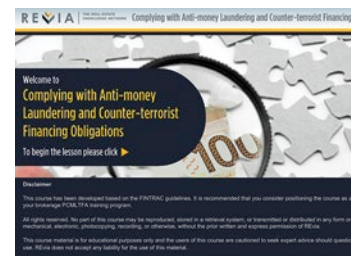 REVIA THE REAL ESTATE KNOWLEDGE NETWORK Complying with Anti-money Laundering and Counter-terrorist Financing
Welcome to
Complying with Anti-money
Laundering and Counter-terrorist
Financing Obligations
To begin the lesson please click
100
Disclaimer
This course has been developed based on the FINTRAC guidelines. It is recommended that you consider positioning the course as a
your brokerage PCMLTFA training program.
All rights reserved. No part of this course may be reproduced, stored in a retrieval system, or transmitted or distributed in any form or
mechanical, electronic, photocopying, recording, or otherwise, without the prior written and express permission of REvia.
This course material is for educational purposes only and the users of this course are cautioned to seek expert advice should questio
use. REvia does not accept any liability for the use of this material.